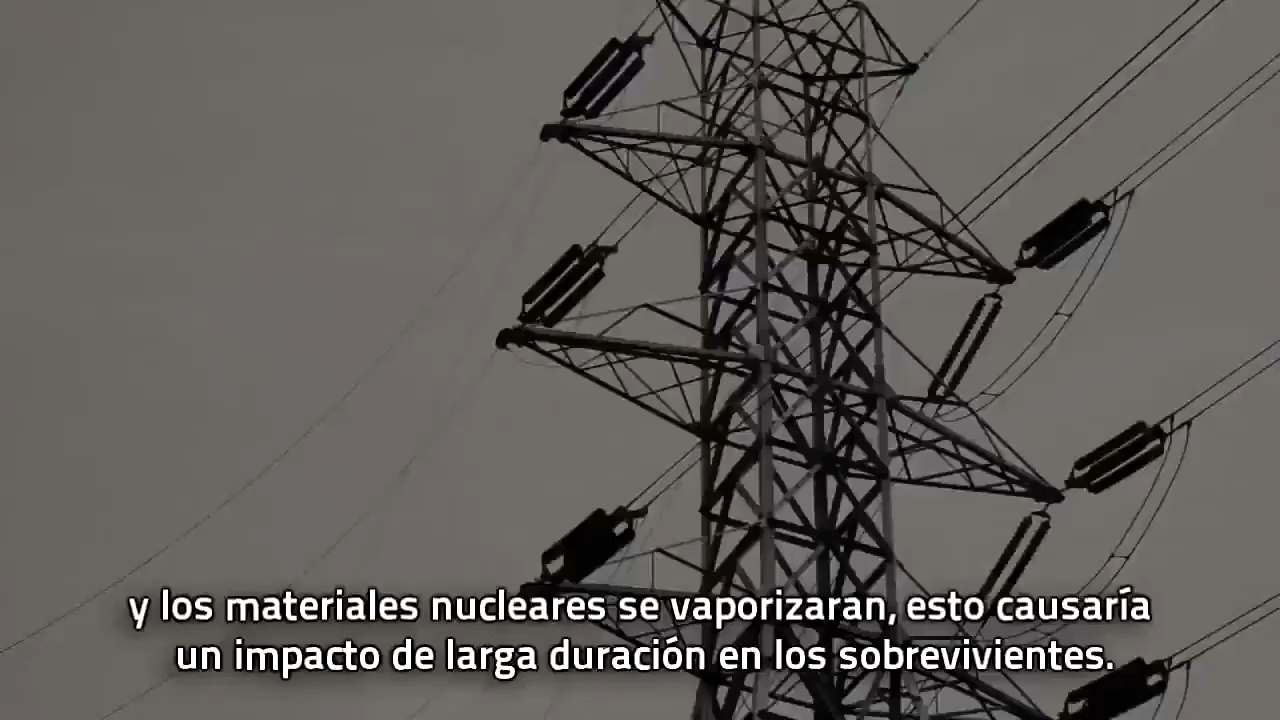 y los materiales nucleares se vaporizaran, esto causaría
un impacto de larga duración en los sobrevivientes.